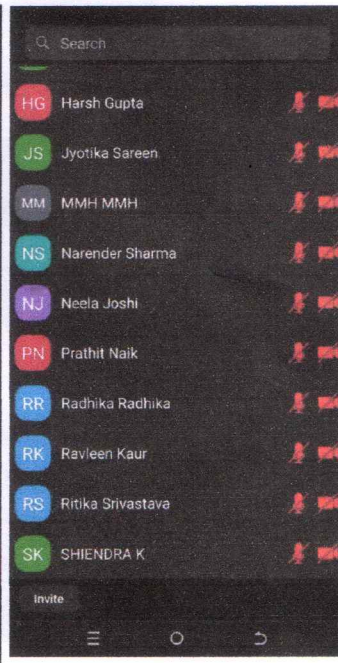 Search
HG Harsh Gupta
JS Jyotika Sareen
MM MMH MMH
NS Narender Sharma
NJ Neela Joshi
PN Prathit Naik
RR Radhika Radhika
RK Ravleen Kaur
RS Ritika Srivastava
SK SHIENDRA K
Invite